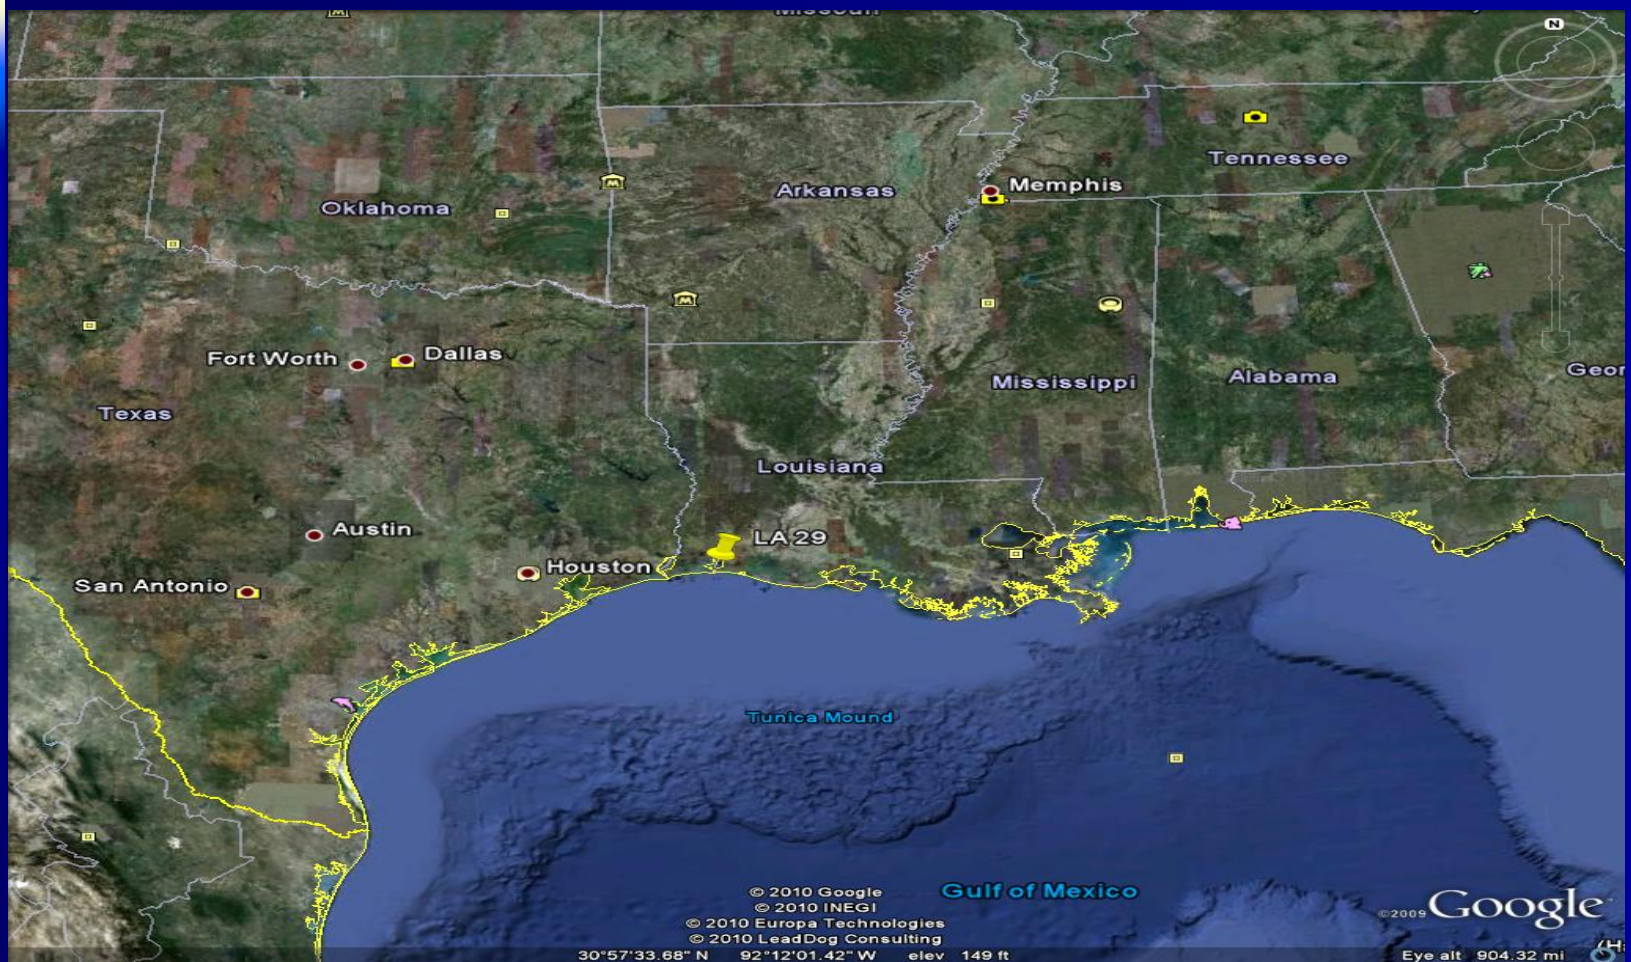 Missouri
N
Tennessee
Memphis
Arkansas
Oklahoma
Fort Worth
Dallas
Mississippi
Alabama
Texas
Louisiana
Austin
LA 29
Houston
San Antonio
Tunica Mound
© 2010 Google
Gulf of Mexico
© 2010 INEGI
© 2010 Europa Technologies
©2009 Google
© 2010 LeadDog Consulting
30°57'33.68" N 92°12'01.42" W elev 149 ft
Eye alt 904.32 mi